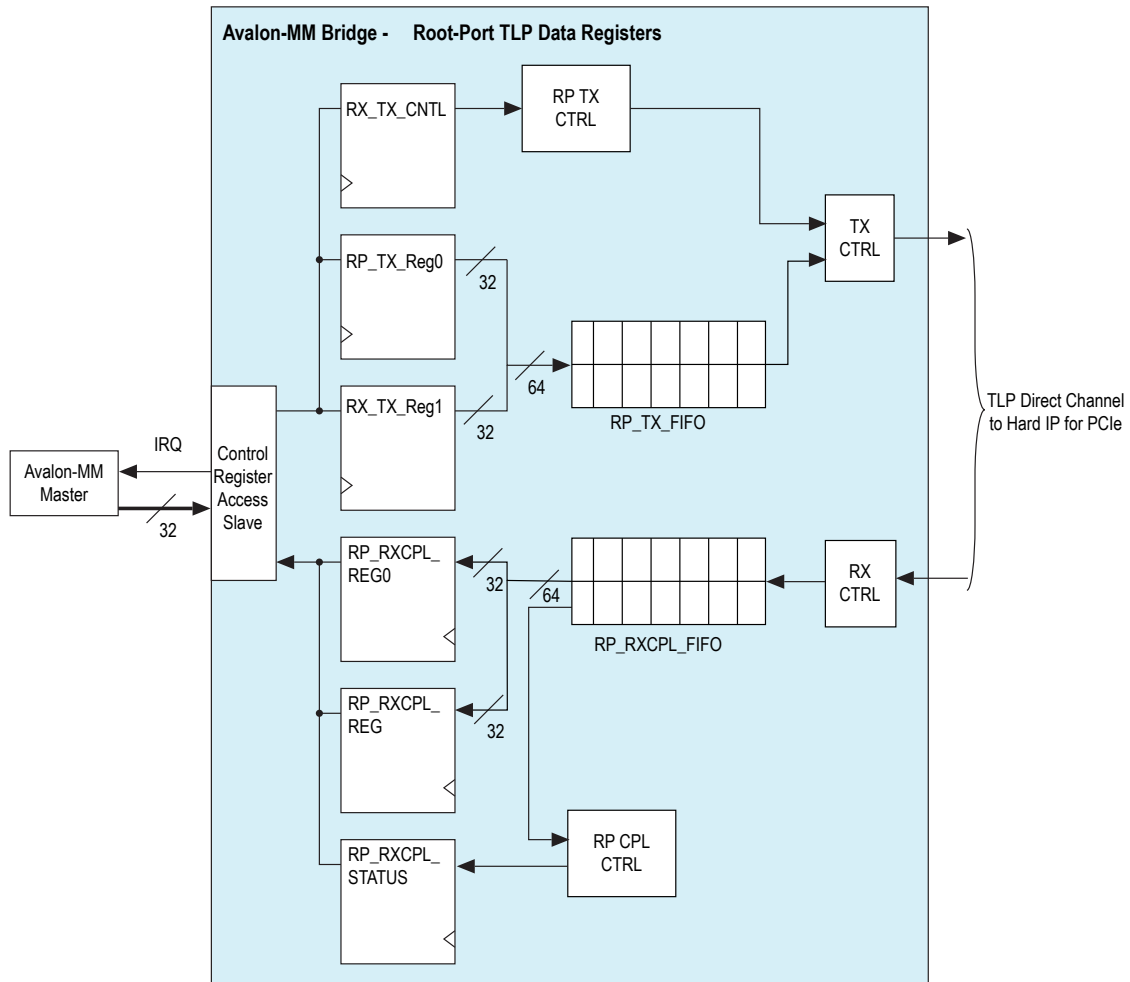 Avalon-MM Bridge - Root-Port TLP Data Registers
RX_TX_CNTL
RP TX
CTRL
TX
CTRL
RP_TX_Reg0
32
64
RP_TX_FIFO
RX_TX_Reg1
32
TLP Direct Channel
to Hard IP for PCIe
IRQ
Avalon-MM
Master
32
Control
Register
Access
Slave
RP_RXCPL_
REG0
32
64
RP_RXCPL_FIFO
RX
CTRL
RP_RXCPL_
REG
32
RP CPL
CTRL
RP_RXCPL_
STATUS